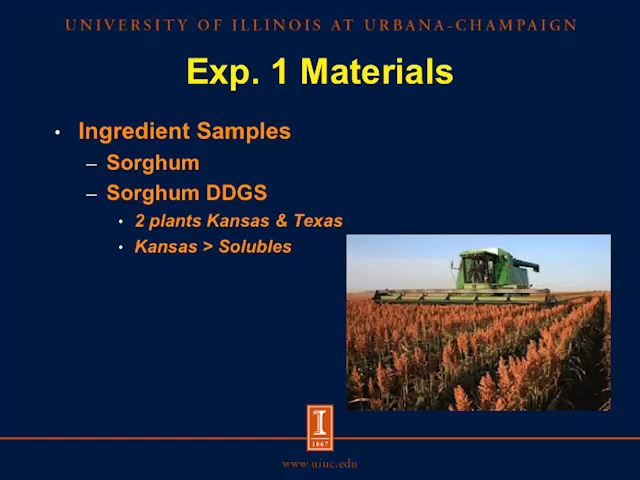 UNIVERSITY OF ILLINOIS AT URBANA-CHAMPAIGN
Exp. 1 Materials
• Ingredient Samples
– Sorghum
– Sorghum DDGS
• 2 plants Kansas & Texas
• Kansas > Solubles
I
1867
www.uiuc.edu